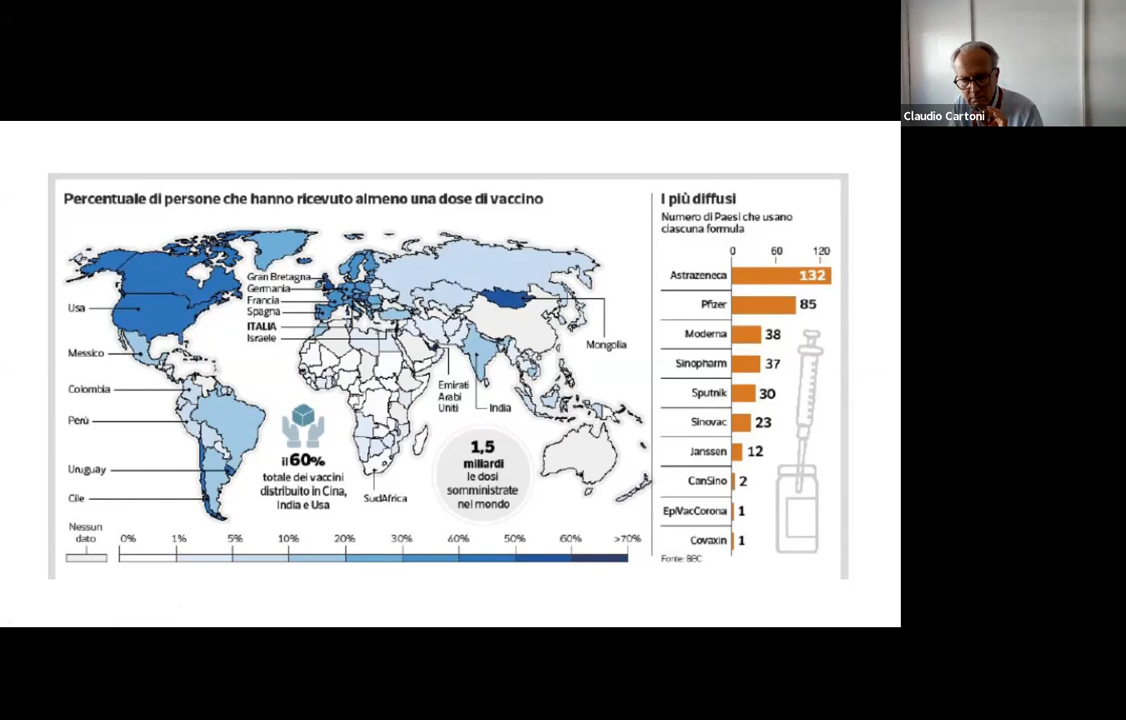 Claudio Cartoni
Percentuale di persone che hanno ricevuto almeno una dose di vaccino
Usa
Messico
Colombia
Perù
Uruguay
Cile
Gran Bretagna
Germania
Francia
Spagna
ITALIA
Israele
Emirati
Arabi
Uniti
India
Mongolia
SudAfrica
il 60%
totale dei vaccini
distribuito in Cina,
India e Usa
1,5
miliardi
le dosi
somministrate
nel mondo
Nessun
dato
0% 1% 5% 10% 20% 30% 40% 50% 60% >70%
I più diffusi
Numero di Paesi che usano
ciascuna formula
0 60 120
Astrazeneca 132
Pfizer 85
Moderna 38
Sinopharm 37
Sputnik 30
Sinovac 23
Janssen 12
CanSino 2
EpiVacCorona 1
Covaxin 1
Fonte: BBC